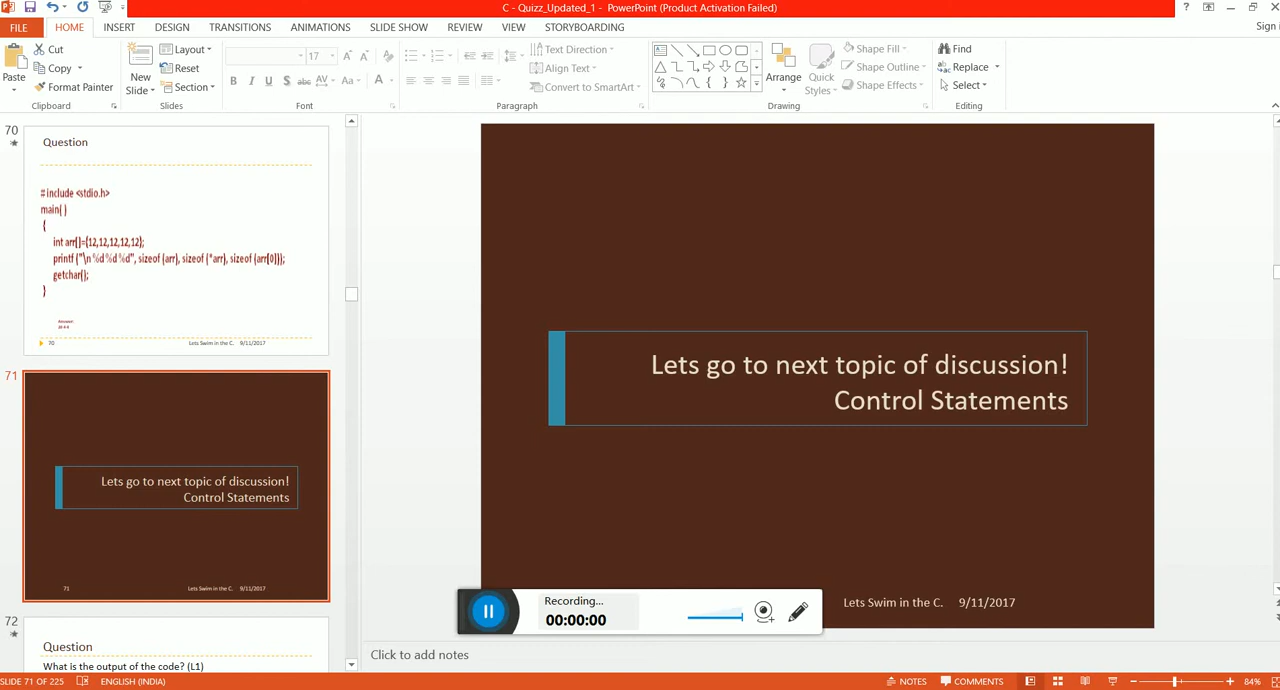 C - Quizz_Updated_1 - PowerPoint (Product Activation Failed)
FILE HOME INSERT DESIGN TRANSITIONS ANIMATIONS SLIDE SHOW REVIEW VIEW STORYBOARDING
Sign
Paste
Cut
Copy
Format Painter
Clipboard
New
Slide
Layout
Reset
Section
Slides
17
Font
Text Direction
Align Text
Convert to SmartArt
Paragraph
Arrange
Quick
Styles
Shape Fill
Shape Outline
Shape Effects
Drawing
Find
Replace
Select
Editing
70
Question
#include <stdio.h>
main( )
{
int arr[]={12,12,12,12,12};
printf ("\n %d %d %d", sizeof (arr), sizeof (*arr), sizeof (arr[0]));
getchar();
}
70 Lets Swim in the C. 9/11/2017
71
Lets go to next topic of discussion!
Control Statements
71 Lets Swim in the C. 9/11/2017
72
Question
What is the output of the code? (L1)
Lets go to next topic of discussion!
Control Statements
Lets Swim in the C. 9/11/2017
Recording...
00:00:00
Click to add notes
SLIDE 71 OF 225 ENGLISH (INDIA) NOTES COMMENTS 84%